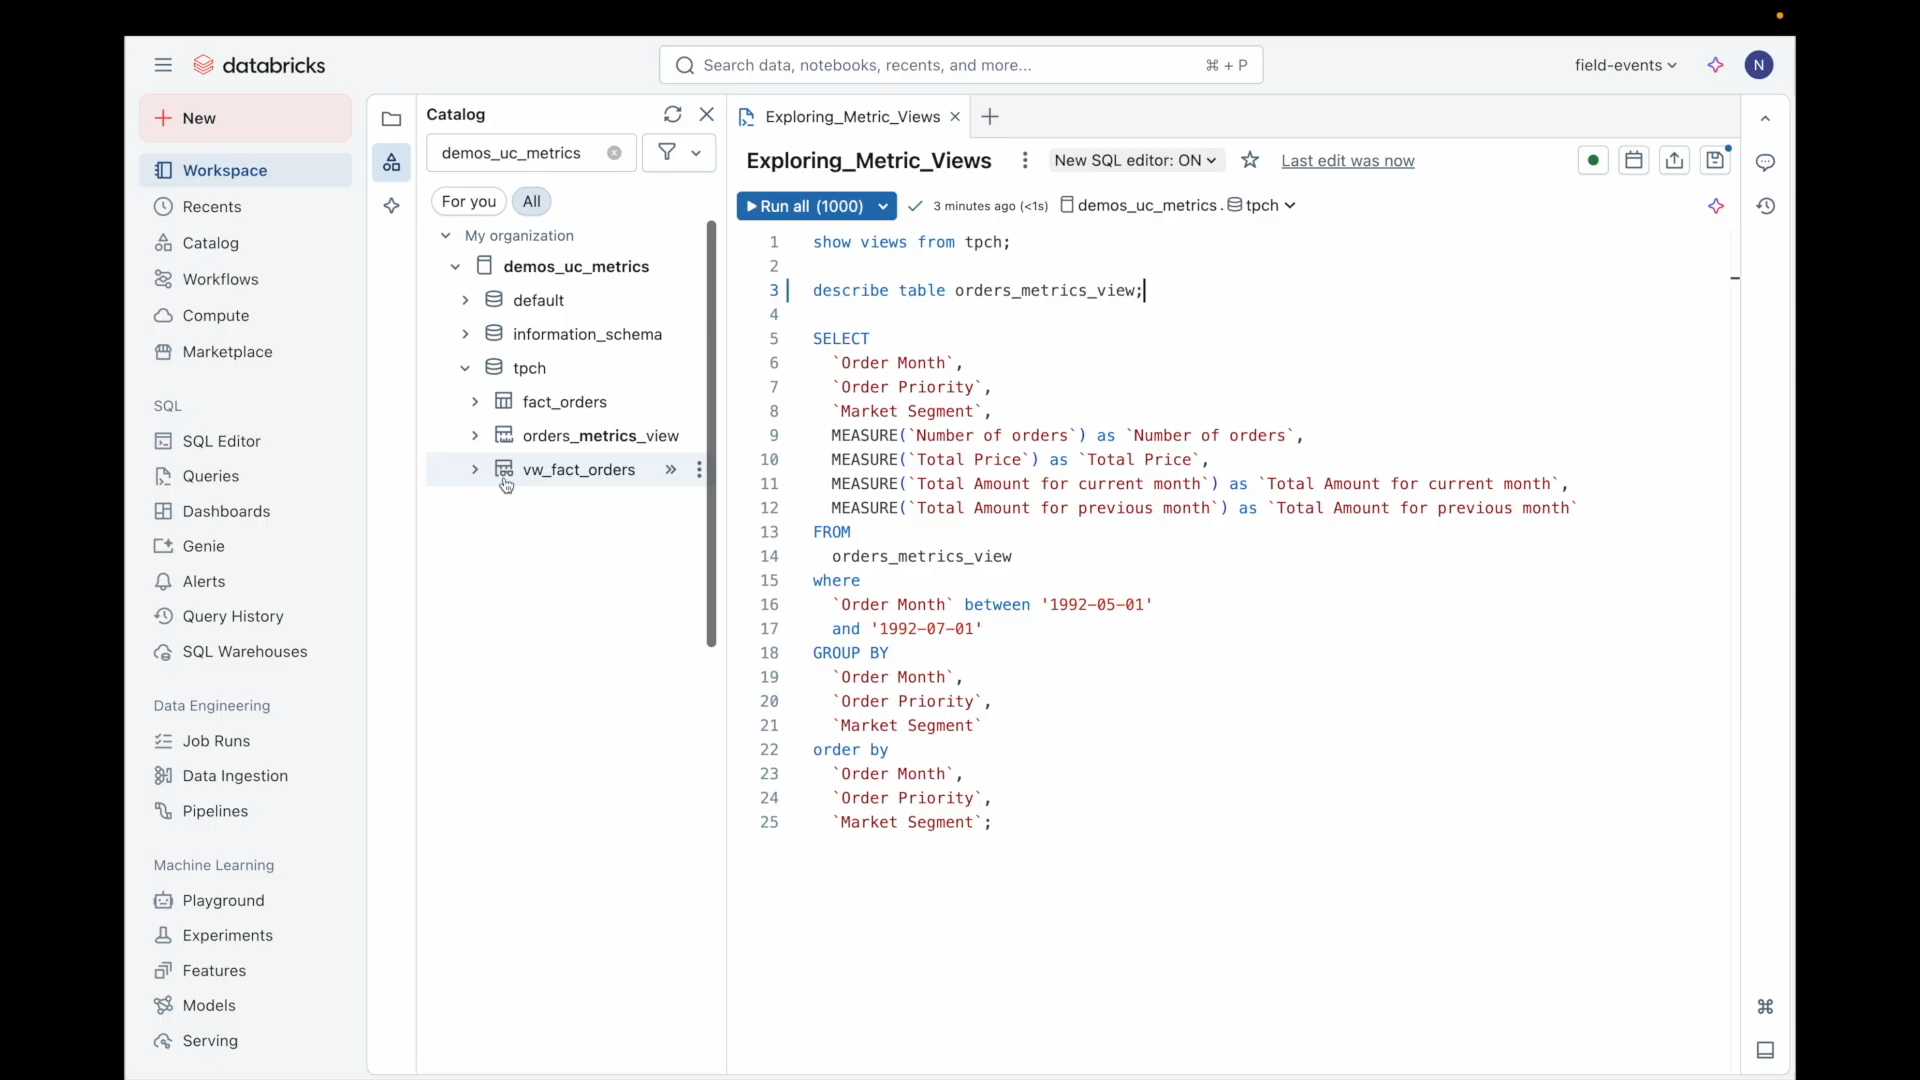 databricks
Search data, notebooks, recents, and more...
⌘ + P
field-events
N
New
Workspace
Recents
Catalog
Workflows
Compute
Marketplace
SQL
SQL Editor
Queries
Dashboards
Genie
Alerts
Query History
SQL Warehouses
Data Engineering
Job Runs
Data Ingestion
Pipelines
Machine Learning
Playground
Experiments
Features
Models
Serving
Catalog
demos_uc_metrics
For you
All
My organization
demos_uc_metrics
default
information_schema
tpch
fact_orders
orders_metrics_view
vw_fact_orders
Exploring_Metric_Views
Exploring_Metric_Views
New SQL editor: ON
Last edit was now
Run all (1000)
3 minutes ago (<1s)
demos_uc_metrics. tpch
1 show views from tpch;
2
3 describe table orders_metrics_view;
4
5 SELECT
6 `Order Month`,
7 `Order Priority`,
8 `Market Segment`,
9 MEASURE(`Number of orders`) as `Number of orders`,
10 MEASURE(`Total Price`) as `Total Price`,
11 MEASURE(`Total Amount for current month`) as `Total Amount for current month`,
12 MEASURE(`Total Amount for previous month`) as `Total Amount for previous month`
13 FROM
14 orders_metrics_view
15 where
16 `Order Month` between '1992-05-01'
17 and '1992-07-01'
18 GROUP BY
19 `Order Month`,
20 `Order Priority`,
21 `Market Segment`
22 order by
23 `Order Month`,
24 `Order Priority`,
25 `Market Segment`;